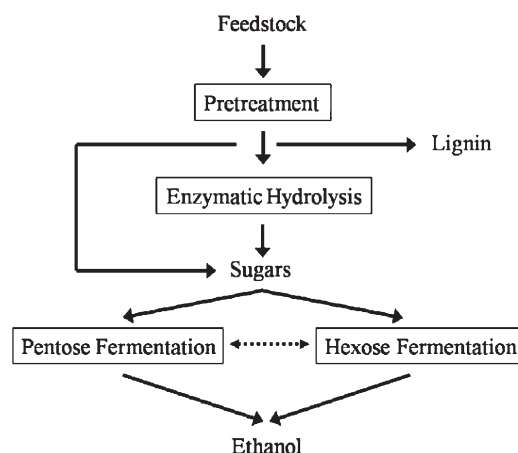 Feedstock
Pretreatment
Lignin
Enzymatic Hydrolysis
Sugars
Pentose Fermentation
Hexose Fermentation
Ethanol